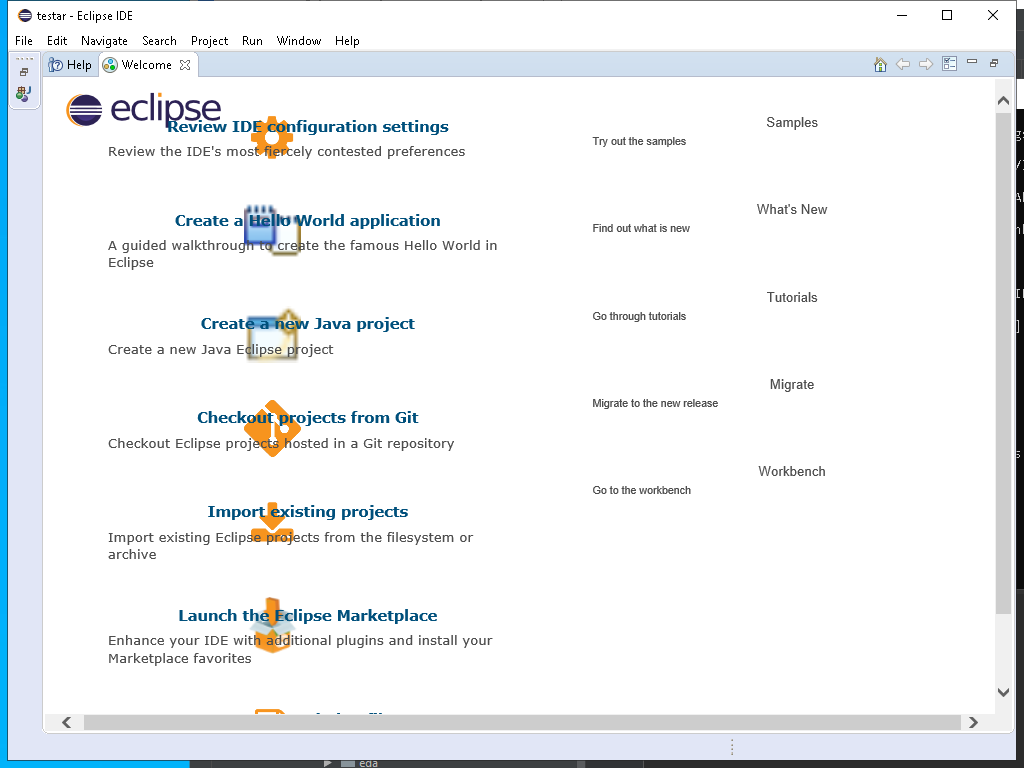 testar - Eclipse IDE
File Edit Navigate Search Project Run Window Help
Help Welcome
eclipse
Review IDE configuration settings
Review the IDE's most fiercely contested preferences
Create a Hello World application
A guided walkthrough to create the famous Hello World in
Eclipse
Create a new Java project
Create a new Java Eclipse project
Checkout projects from Git
Checkout Eclipse projects hosted in a Git repository
Import existing projects
Import existing Eclipse projects from the filesystem or
archive
Launch the Eclipse Marketplace
Enhance your IDE with additional plugins and install your
Marketplace favorites
Samples
Try out the samples
What's New
Find out what is new
Tutorials
Go through tutorials
Migrate
Migrate to the new release
Workbench
Go to the workbench
eda